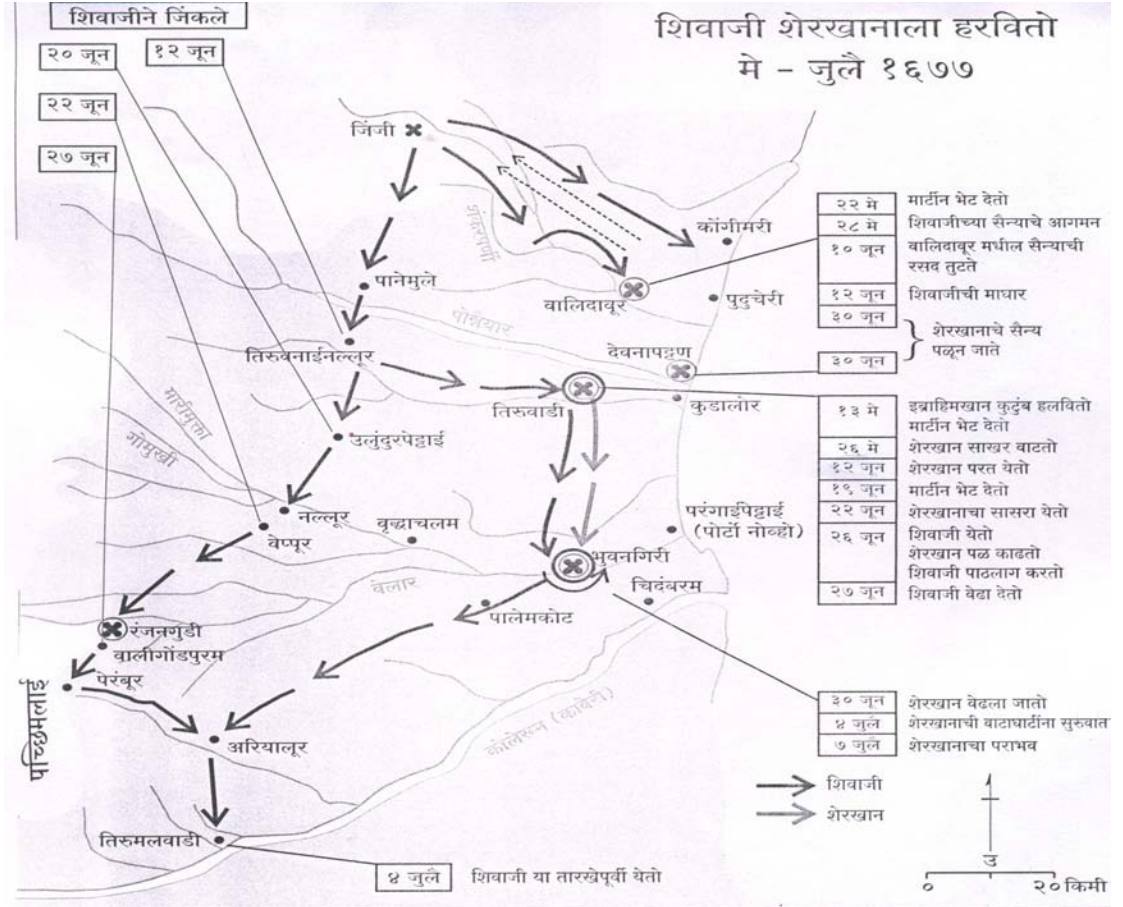 शिवाजी शेरखानाला हरवितो
मे - जुलै १६७७
शिवाजीने जिंकले
२० जून
१२ जून
२२ जून
२७ जून
जिंजी
पानेमुले
तिरुवनाईनल्लूर
उलुंदुरपेट्टाई
नल्लूर
वेप्पूर
वृद्धाचलम
रंजनगुडी
वालीगोंडपुरम
पेरंबूर
पच्छिमलाई
अरियालूर
तिरुमलवाडी
कोंगीमरी
वालिदावूर
पुदुचेरी
पोन्नैयार
देवनापट्टण
तिरुवाडी
कुडालोर
मारीमुक्ता
गोमुखी
परंगाईपेट्टाई
(पोर्टो नोव्हो)
भुवनगिरी
वेलार
पालेमकोट
चिदंबरम
कोलेरून (कावेरी)
२२ मे मार्टीन भेट देतो
२८ मे शिवाजीच्या सैन्याचे आगमन
१० जून वालिदावूर मधील सैन्याची
रसद तुटते
१२ जून शिवाजीची माघार
३० जून
शेरखानाचे सैन्य
पळून जाते
३० जून
१३ मे इब्राहिमखान कुटुंब हलवितो
मार्टीन भेट देतो
२६ मे शेरखान साखर वाटतो
१२ जून शेरखान परत येतो
१९ जून मार्टीन भेट देतो
२२ जून शेरखानाचा सासरा येतो
२६ जून शिवाजी येतो
शेरखान पळ काढतो
शिवाजी पाठलाग करतो
२७ जून शिवाजी वेढा देतो
३० जून शेरखान वेढला जातो
४ जुलै शेरखानाची वाटाघाटींना सुरुवात
७ जुलै शेरखानाचा पराभव
शिवाजी
शेरखान
उ
० २० किमी
४ जुलै शिवाजी या तारखेपूर्वी येतो